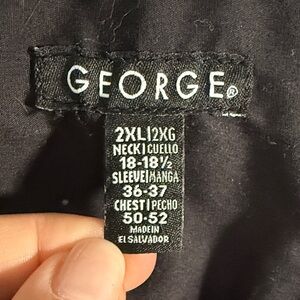 GEORGE®
2XL|2XG
NECK|CUELLO
18-18½
SLEEVE|MANGA
36-37
CHEST|PECHO
50-52
MADE IN
EL SALVADOR